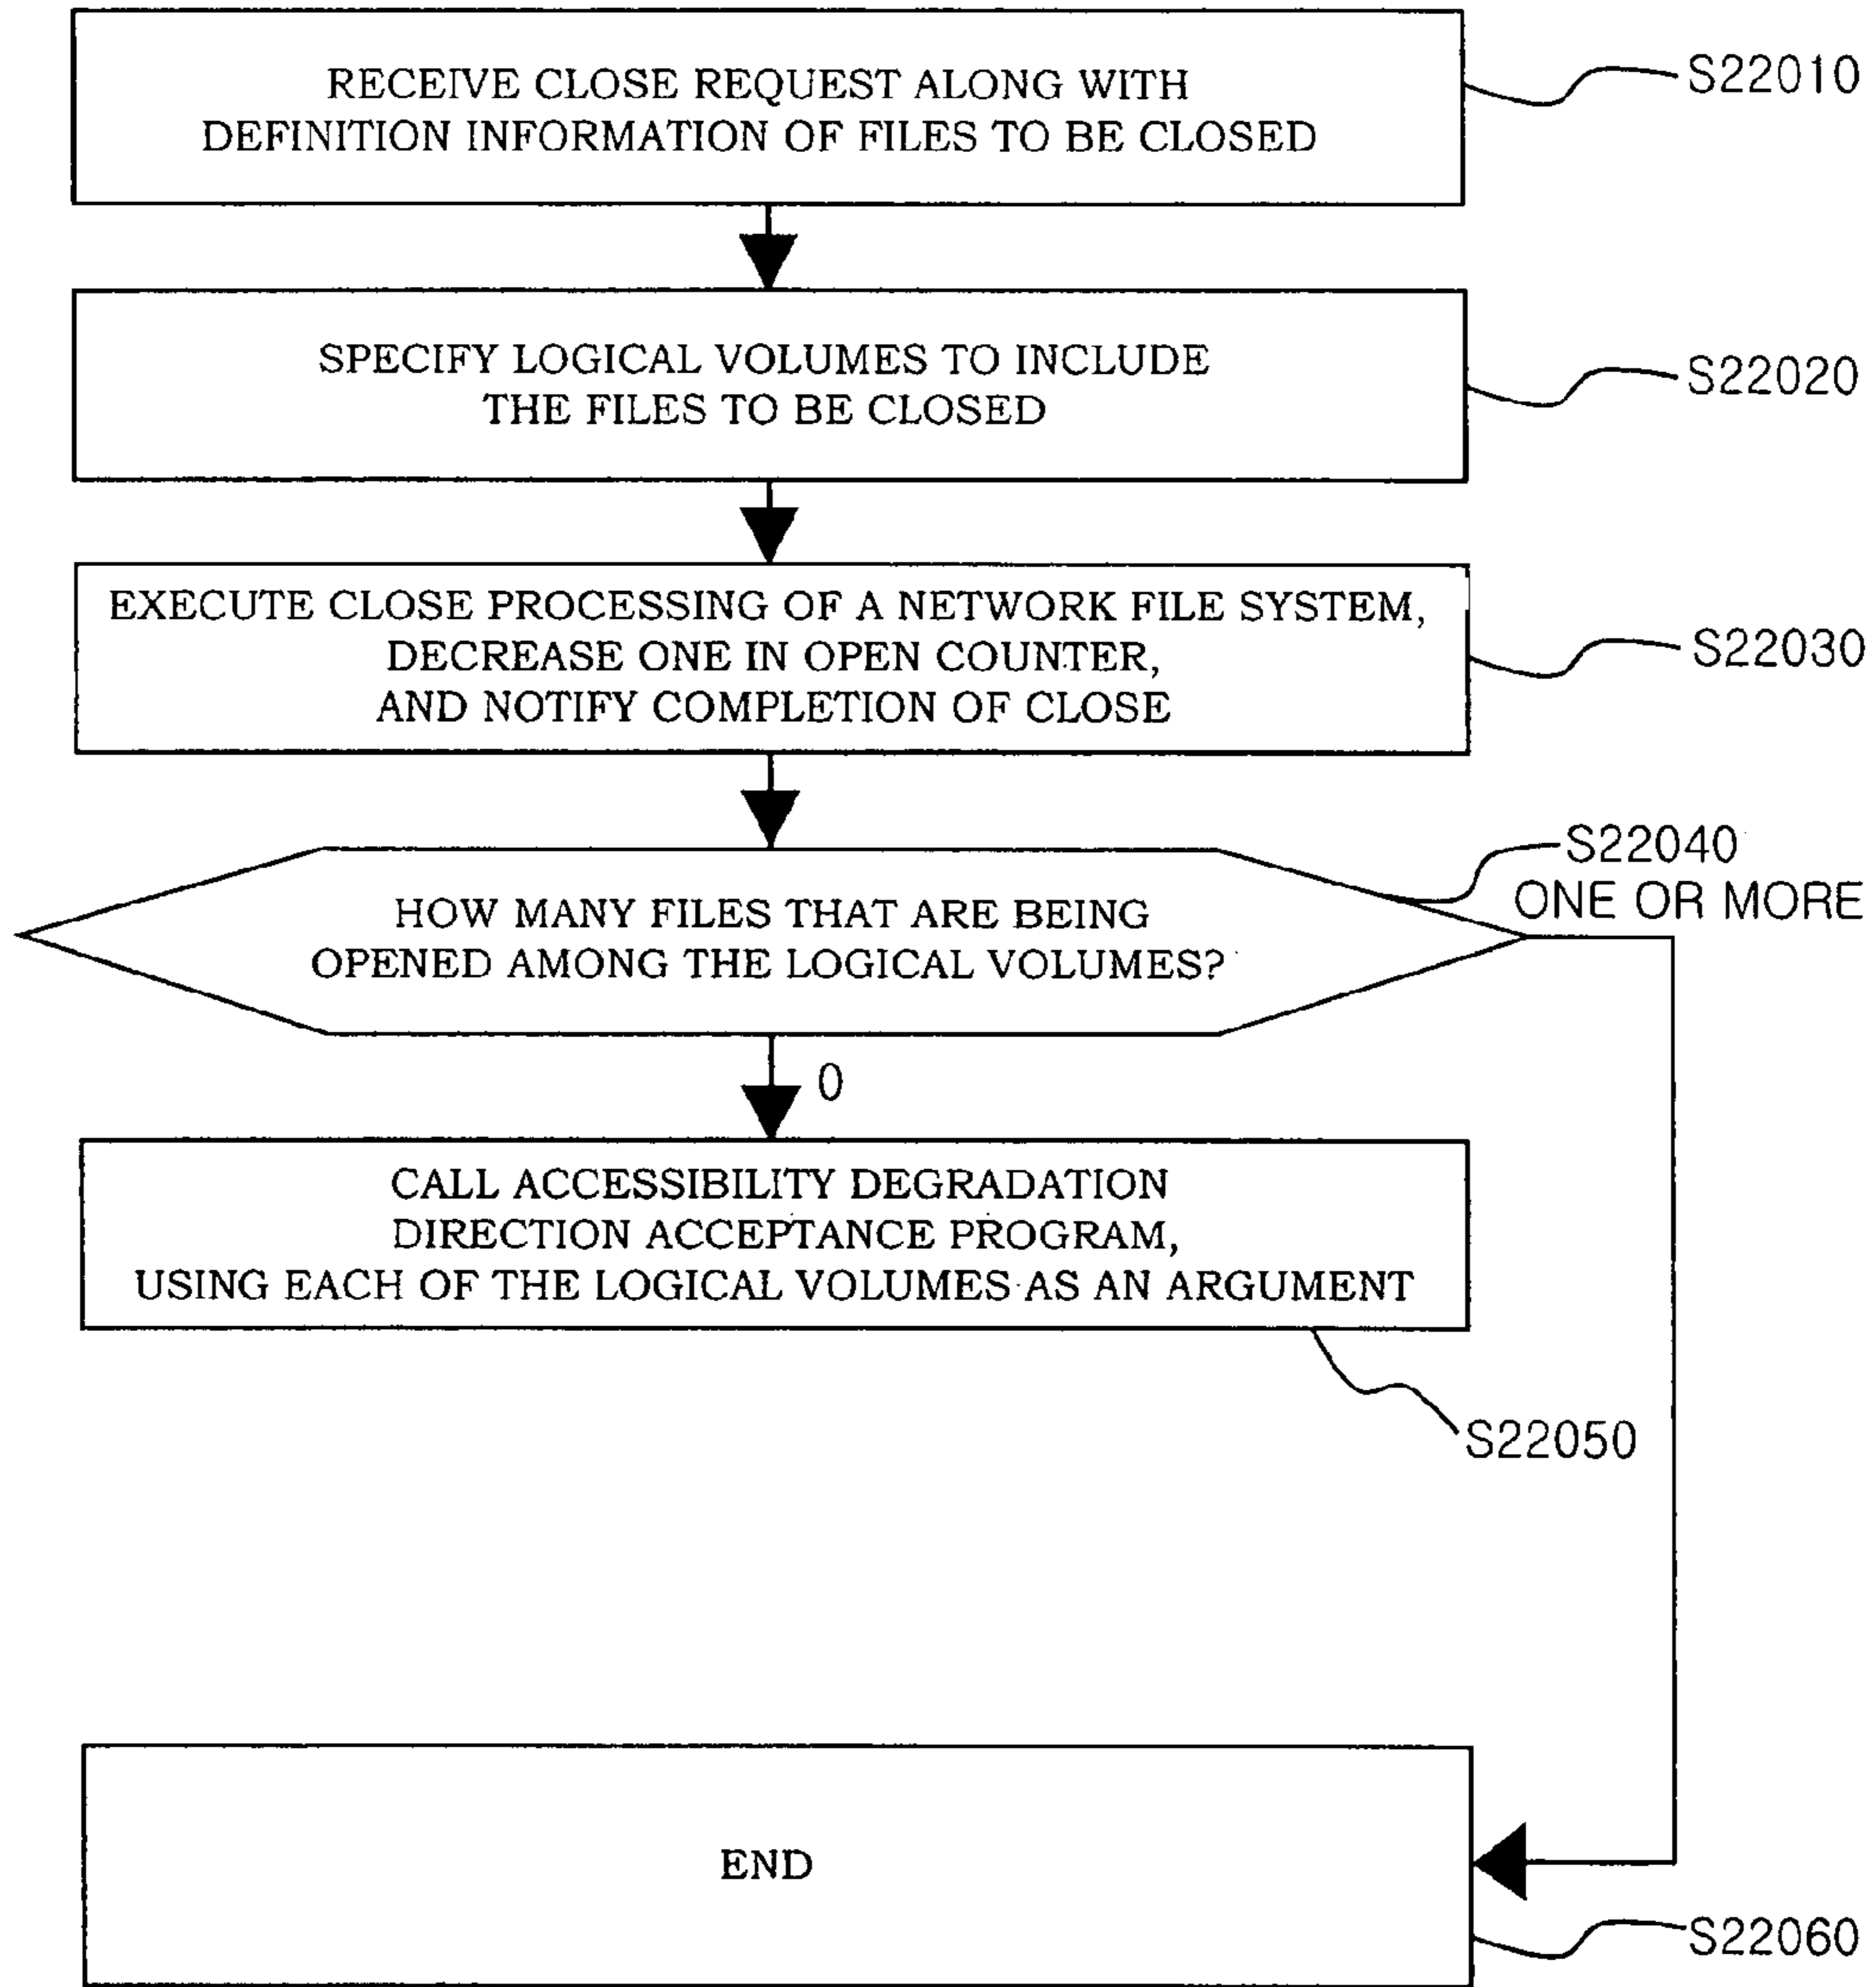 RECEIVE CLOSE REQUEST ALONG WITH
DEFINITION INFORMATION OF FILES TO BE CLOSED
S22010
SPECIFY LOGICAL VOLUMES TO INCLUDE
THE FILES TO BE CLOSED
S22020
EXECUTE CLOSE PROCESSING OF A NETWORK FILE SYSTEM,
DECREASE ONE IN OPEN COUNTER,
AND NOTIFY COMPLETION OF CLOSE
S22030
HOW MANY FILES THAT ARE BEING
OPENED AMONG THE LOGICAL VOLUMES?
S22040
ONE OR MORE
0
CALL ACCESSIBILITY DEGRADATION
DIRECTION ACCEPTANCE PROGRAM,
USING EACH OF THE LOGICAL VOLUMES AS AN ARGUMENT
S22050
END
S22060